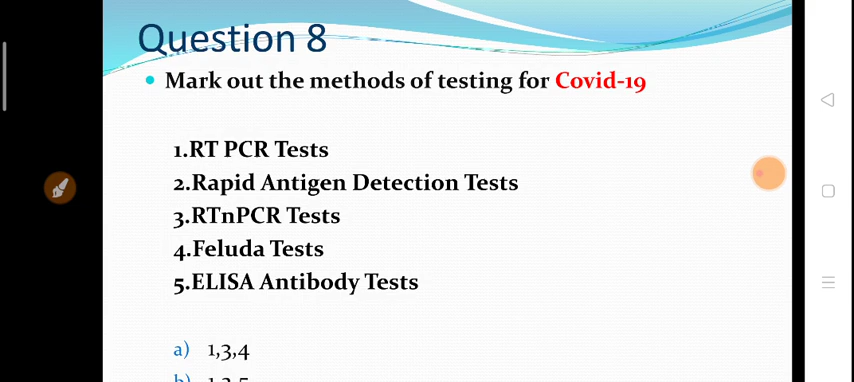 Question 8
Mark out the methods of testing for Covid-19
1.RT PCR Tests
2.Rapid Antigen Detection Tests
3.RTnPCR Tests
4.Feluda Tests
5.ELISA Antibody Tests
a) 1,3,4